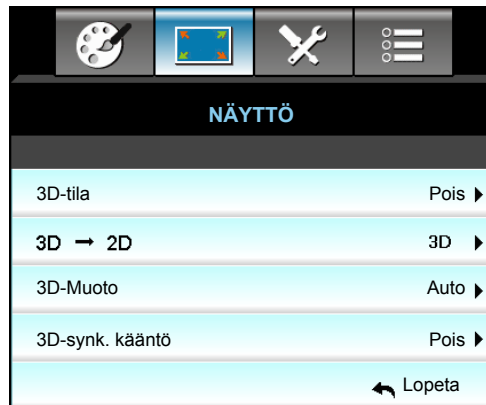 NÄYTTÖ
3D-tila Pois
3D → 2D 3D
3D-Muoto Auto
3D-synk. kääntö Pois
Lopeta